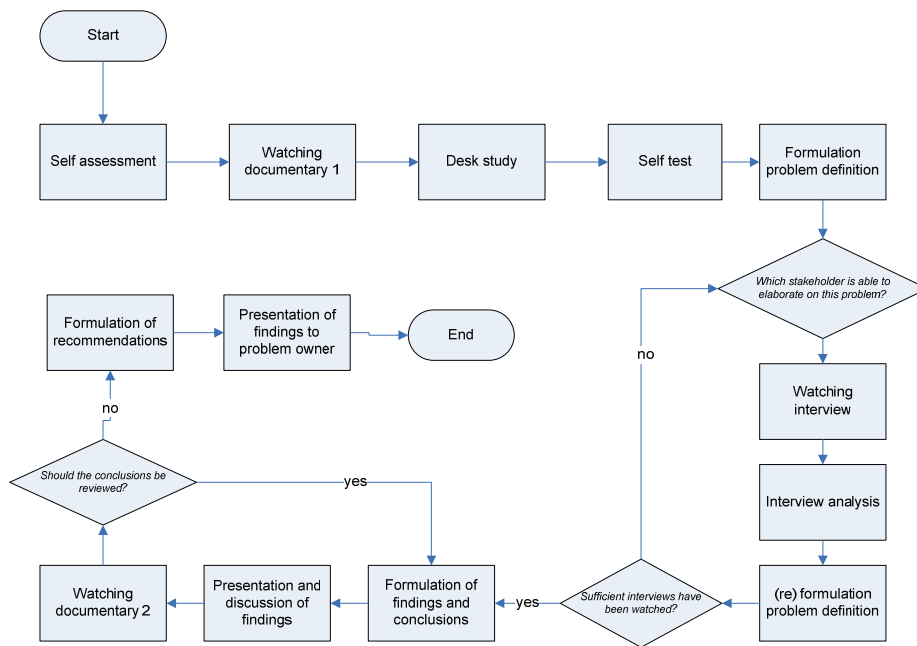 Start
Self assessment
Watching
documentary 1
Desk study
Self test
Formulation
problem definition
Which stakeholder is able to
elaborate on this problem?
Watching
interview
Interview analysis
(re) formulation
problem definition
Sufficient interviews have
been watched?
no
yes
Formulation of
findings and
conclusions
Presentation and
discussion of
findings
Watching
documentary 2
Should the conclusions be
reviewed?
yes
no
Formulation of
recommendations
Presentation of
findings to
problem owner
End